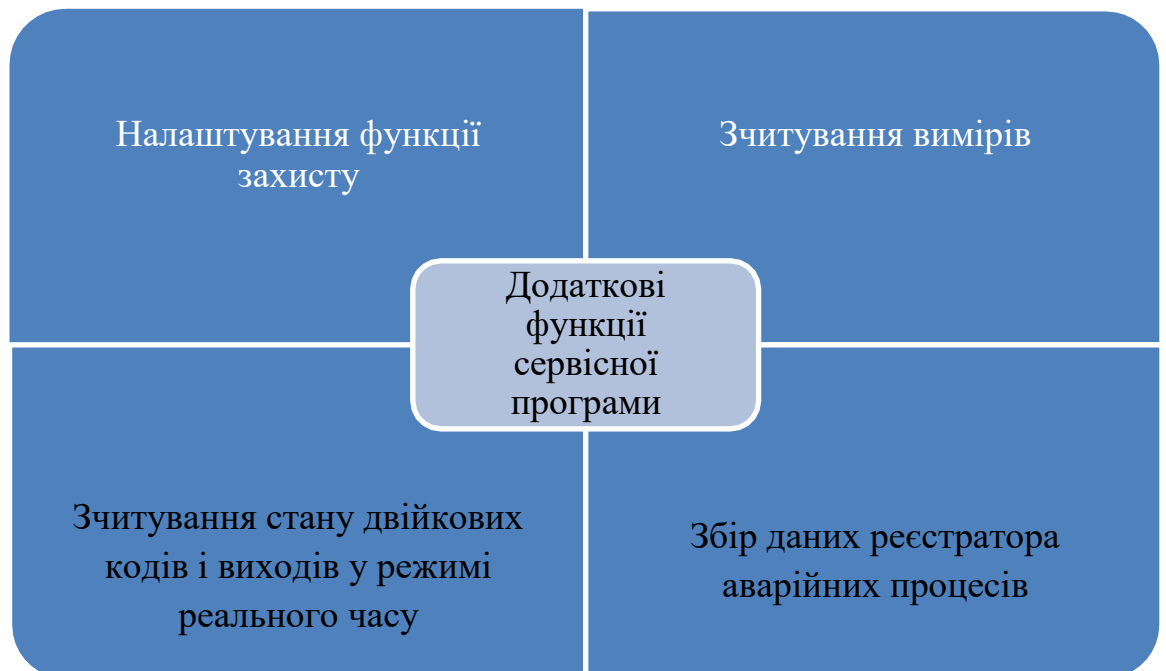 Налаштування функції
захисту
Зчитування вимірів
Додаткові
функції
сервісної
програми
Зчитування стану двійкових
кодів і виходів у режимі
реального часу
Збір даних реєстратора
аварійних процесів